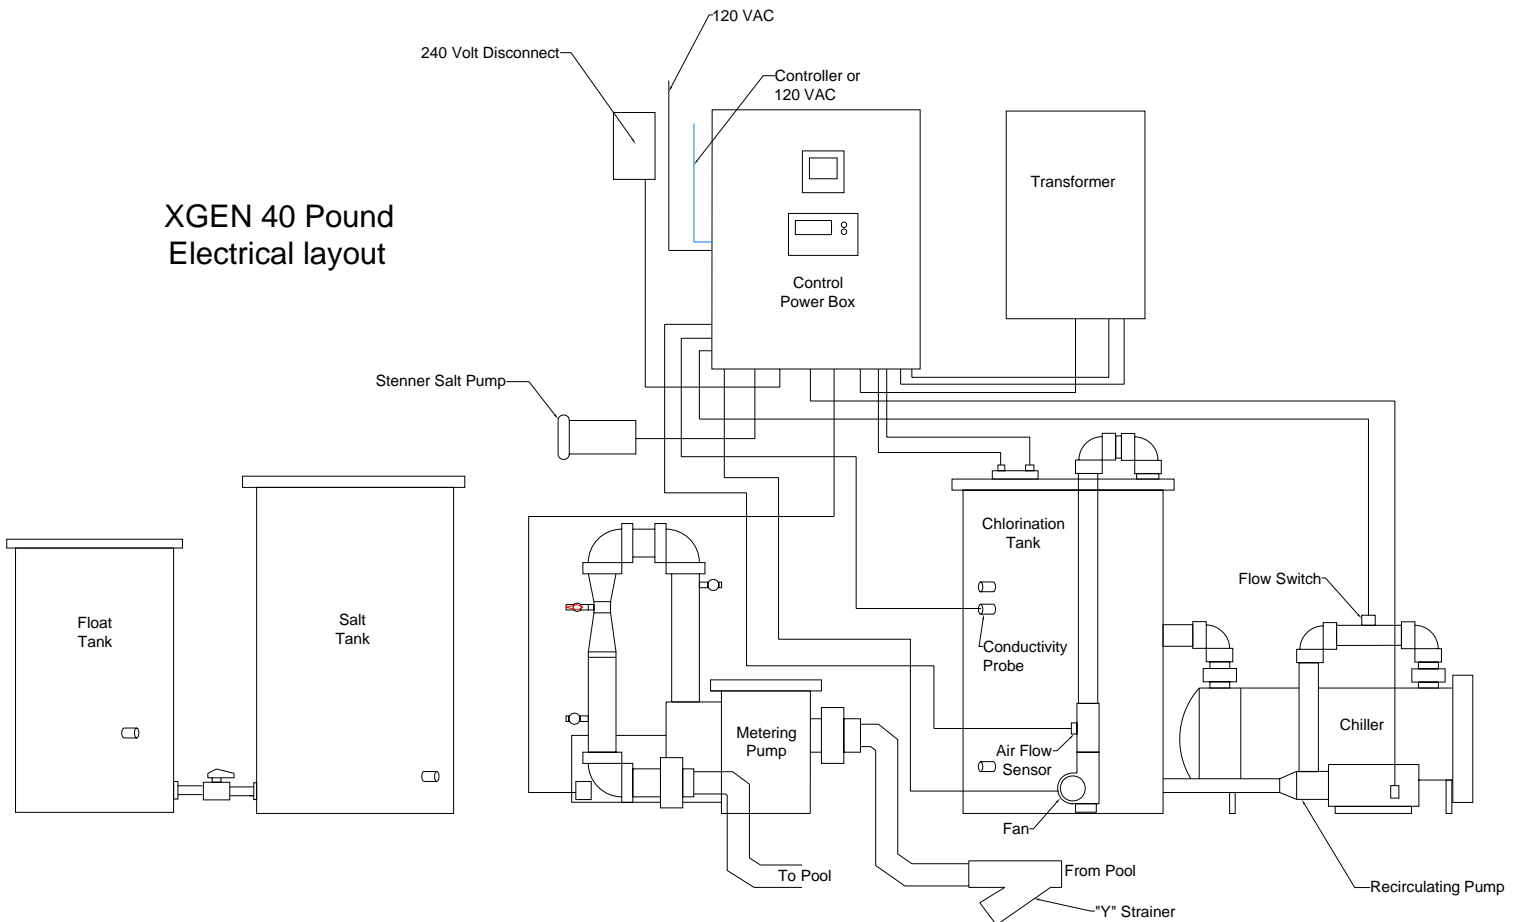 120 VAC
240 Volt Disconnect
Controller or
120 VAC
Transformer
XGEN 40 Pound
Electrical layout
Control
Power Box
Stenner Salt Pump
Chlorination
Tank
Flow Switch
Float
Tank
Salt
Tank
Conductivity
Probe
Metering
Pump
Air Flow
Sensor
Chiller
Fan
To Pool
From Pool
Recirculating Pump
"Y" Strainer